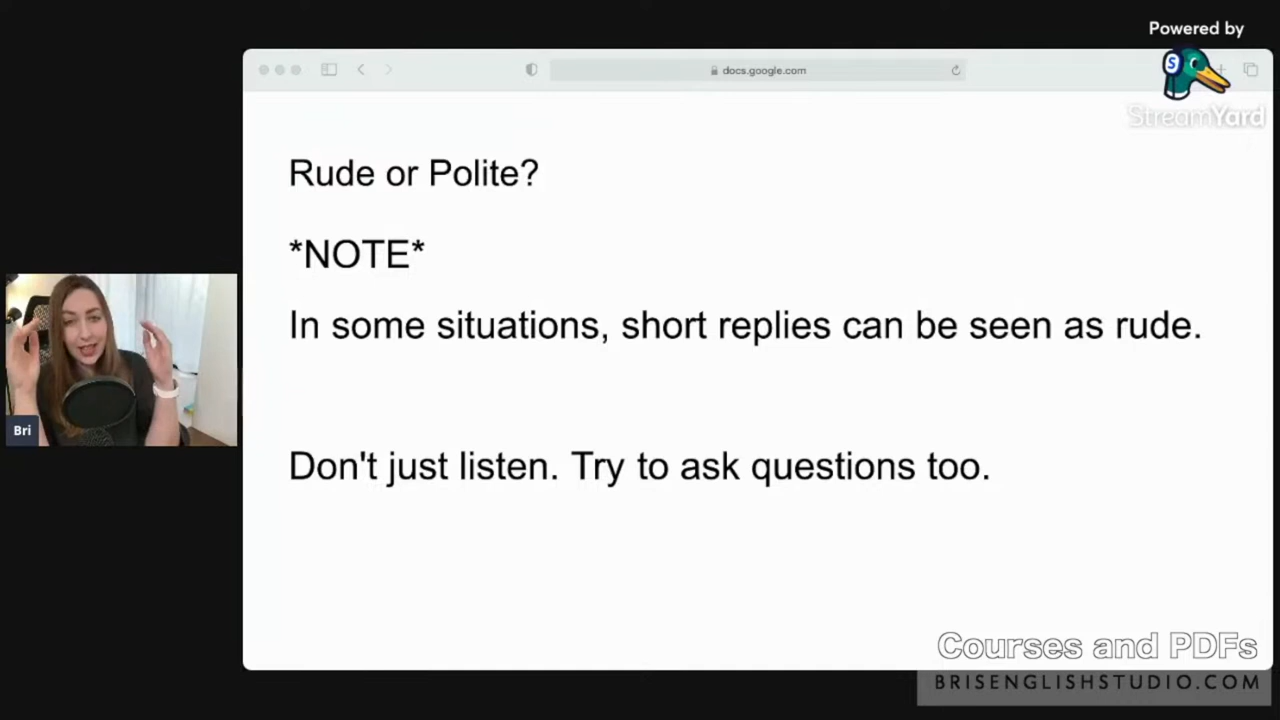 Powered by
StreamYard
docs.google.com
Rude or Polite?
*NOTE*
In some situations, short replies can be seen as rude.
Don't just listen. Try to ask questions too.
Bri
Courses and PDFs
BRISENGLISHSTUDIO.COM